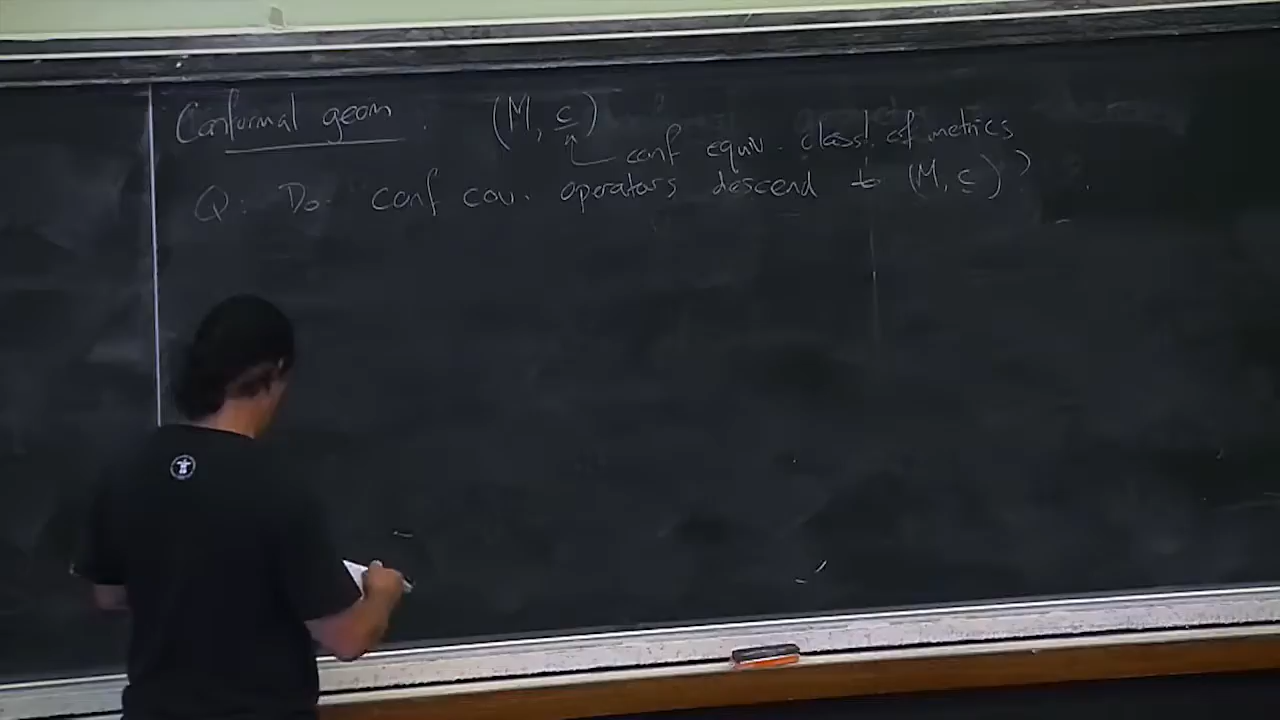 Conformal geom. (M, c)
conf equiv. class of metrics
Q: Do conf cov. operators descend to (M, c)?